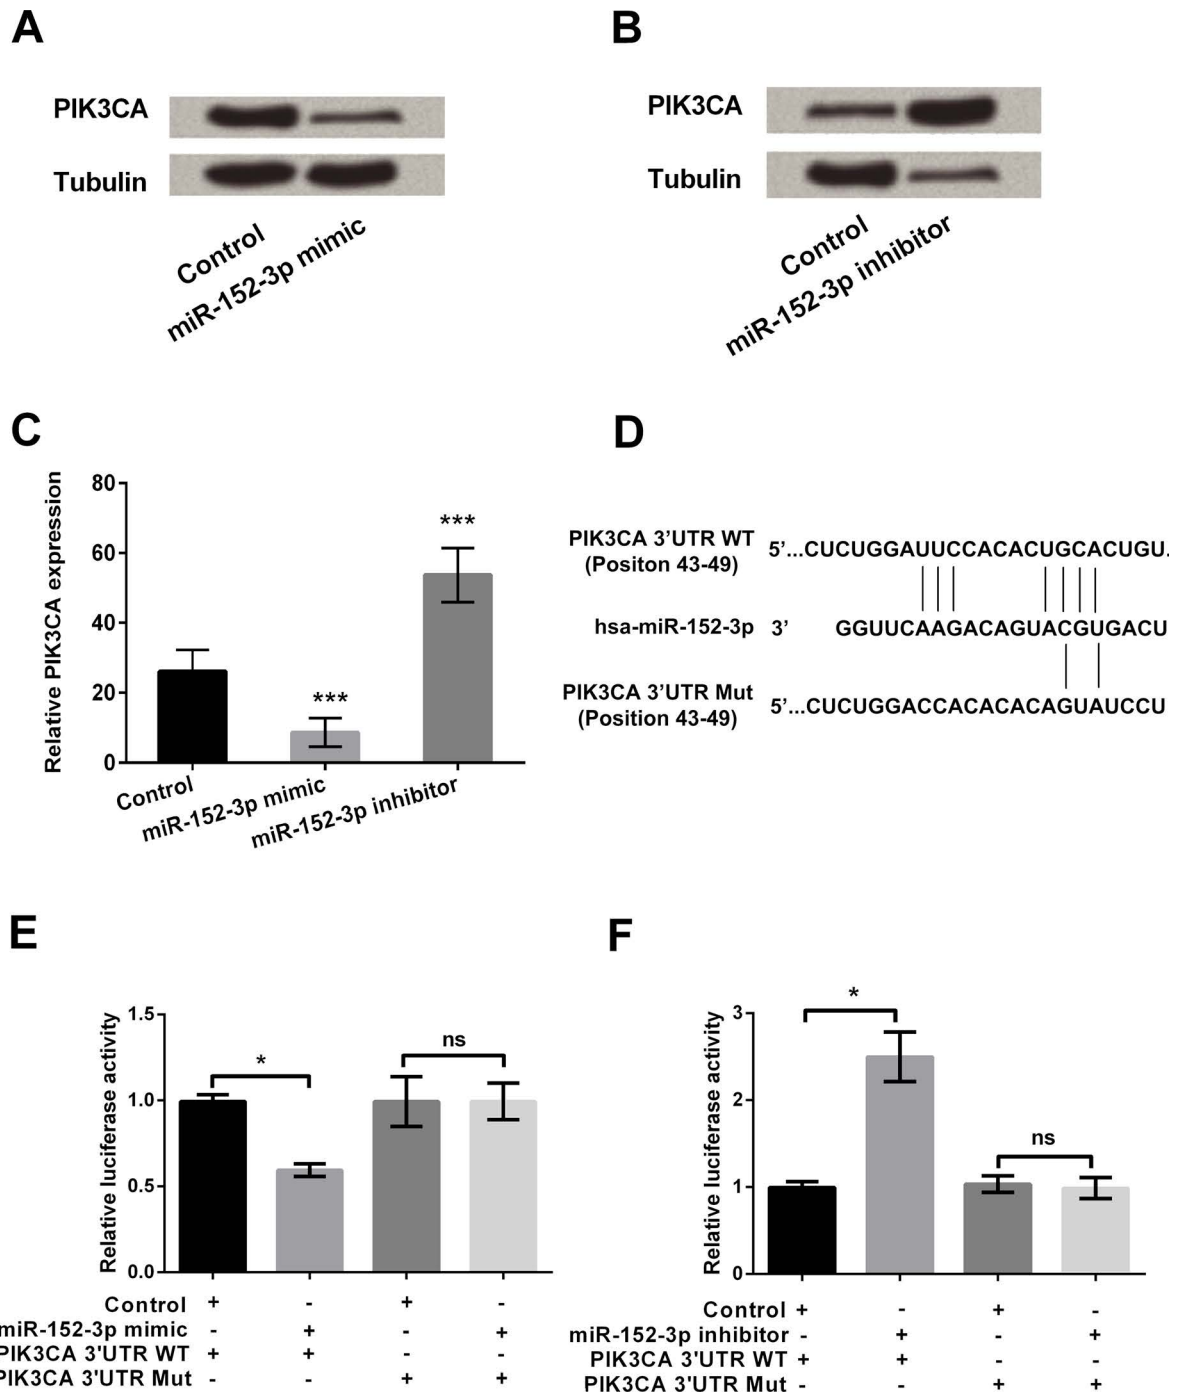 A
PIK3CA
Tubulin
Control
miR-152-3p mimic
B
PIK3CA
Tubulin
Control
miR-152-3p inhibitor
C
Relative PIK3CA expression
80
60
40
20
0
***
***
Control
miR-152-3p mimic
miR-152-3p inhibitor
D
PIK3CA 3’UTR WT 5’...CUCUGGAUUCCACACUGCACUGU.
(Positon 43-49)
hsa-miR-152-3p 3’ GGUUCAAGACAGUACGUGACU
PIK3CA 3’UTR Mut 5’...CUCUGGACCACACACAGUAUCCU
(Position 43-49)
E
Relative luciferase activity
1.5
1.0
0.5
0.0
*
ns
Control + - + -
miR-152-3p mimic - + - +
PIK3CA 3'UTR WT + + - -
PIK3CA 3'UTR Mut - - + +
F
Relative luciferase activity
3
2
1
0
*
ns
Control + - + -
miR-152-3p inhibitor - + - +
PIK3CA 3'UTR WT + + - -
PIK3CA 3'UTR Mut - - + +